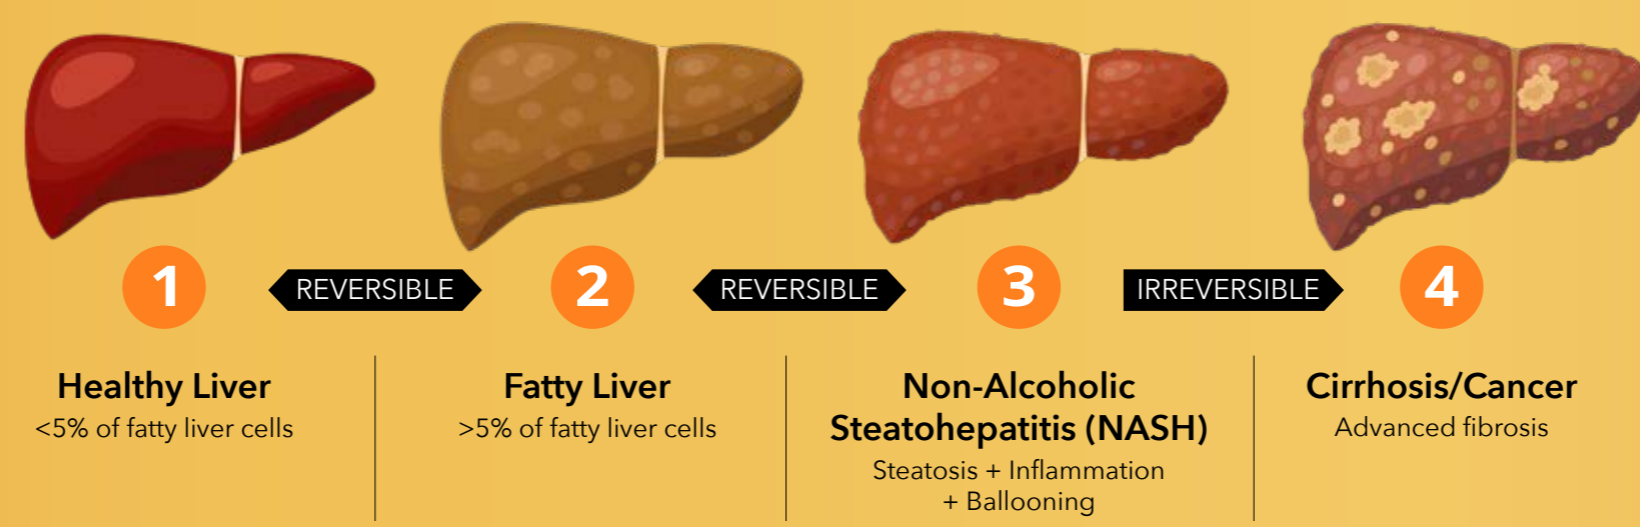 1
REVERSIBLE
2
REVERSIBLE
3
IRREVERSIBLE
4
Healthy Liver
<5% of fatty liver cells
Fatty Liver
>5% of fatty liver cells
Non-Alcoholic
Steatohepatitis (NASH)
Steatosis + Inflammation
+ Ballooning
Cirrhosis/Cancer
Advanced fibrosis